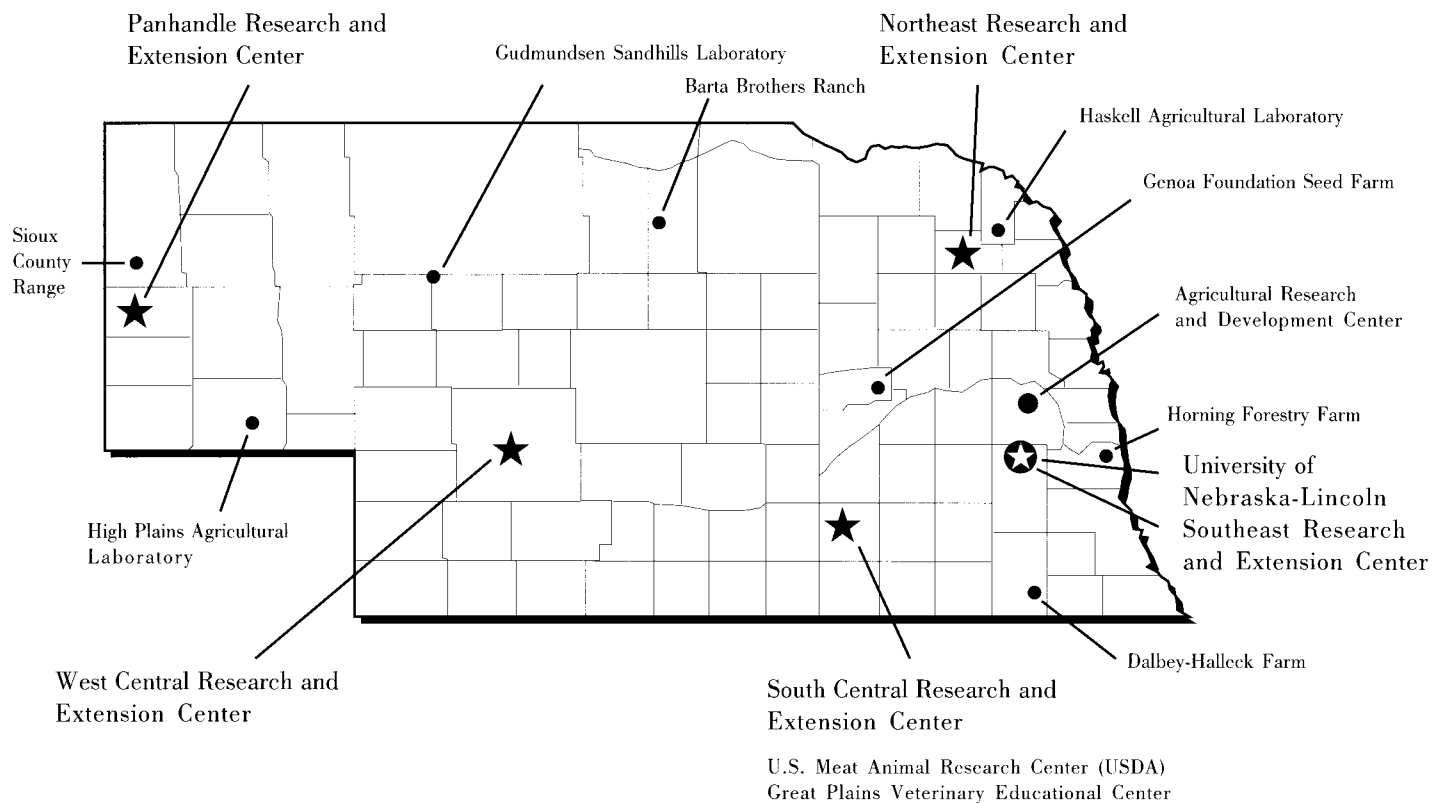 Panhandle Research and
Extension Center
Gudmundsen Sandhills Laboratory
Barta Brothers Ranch
Northeast Research and
Extension Center
Haskell Agricultural Laboratory
Genoa Foundation Seed Farm
Sioux
County
Range
Agricultural Research
and Development Center
Horning Forestry Farm
University of
Nebraska-Lincoln
Southeast Research
and Extension Center
High Plains Agricultural
Laboratory
Dalbey-Halleck Farm
West Central Research and
Extension Center
South Central Research and
Extension Center
U.S. Meat Animal Research Center (USDA)
Great Plains Veterinary Educational Center